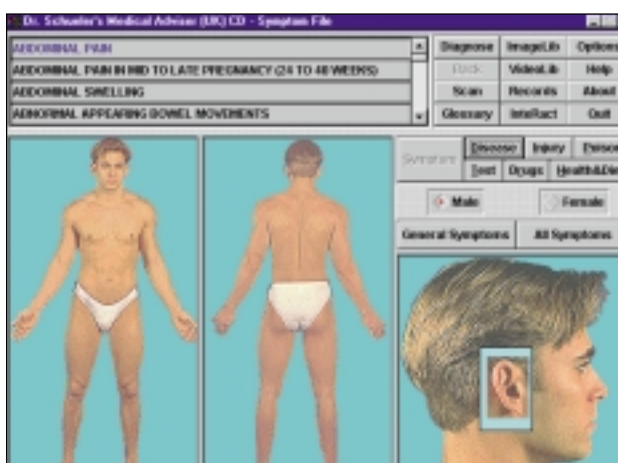 Dr. Schueler's Medical Adviser (UK) CD - Symptom File
ABDOMINAL PAIN
ABDOMINAL PAIN IN MID TO LATE PREGNANCY (24 TO 40 WEEKS)
ABDOMINAL SWELLING
ABNORMAL APPEARING BOWEL MOVEMENTS
Diagnose ImageLib Options
Back VideoLib Help
Scan Records About
Glossary InteRact Quit
Symptom Disease Injury Poison
Test Drugs Health&Die
Male Female
General Symptoms All Symptoms